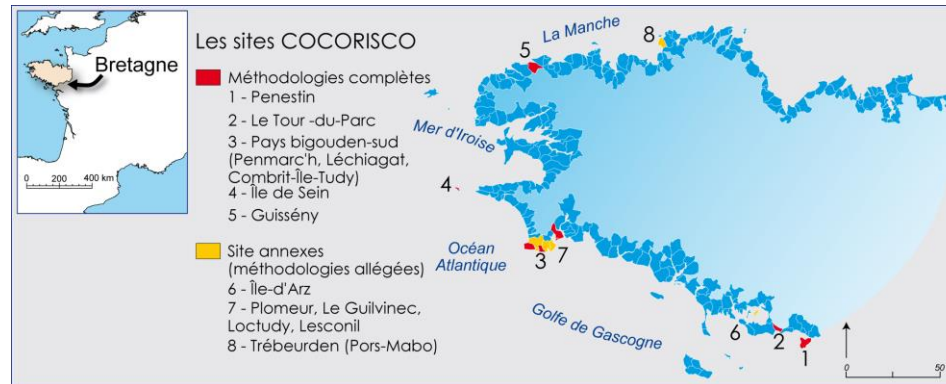 Bretagne
0 200 400 km
Les sites COCORISCO
Méthodologies complètes
1 - Penestin
2 - Le Tour -du-Parc
3 - Pays bigouden-sud
(Penmarc'h, Léchiagat,
Combrit-Île-Tudy)
4 - Île de Sein
5 - Guissény
Site annexes
(méthodologies allégées)
6 - Île-d'Arz
7 - Plomeur, Le Guilvinec,
Loctudy, Lesconil
8 - Trébeurden (Pors-Mabo)
La Manche
8
5
Mer d'Iroise
4
Océan
Atlantique
3
7
Golfe de Gascogne
6
2
1
0 50